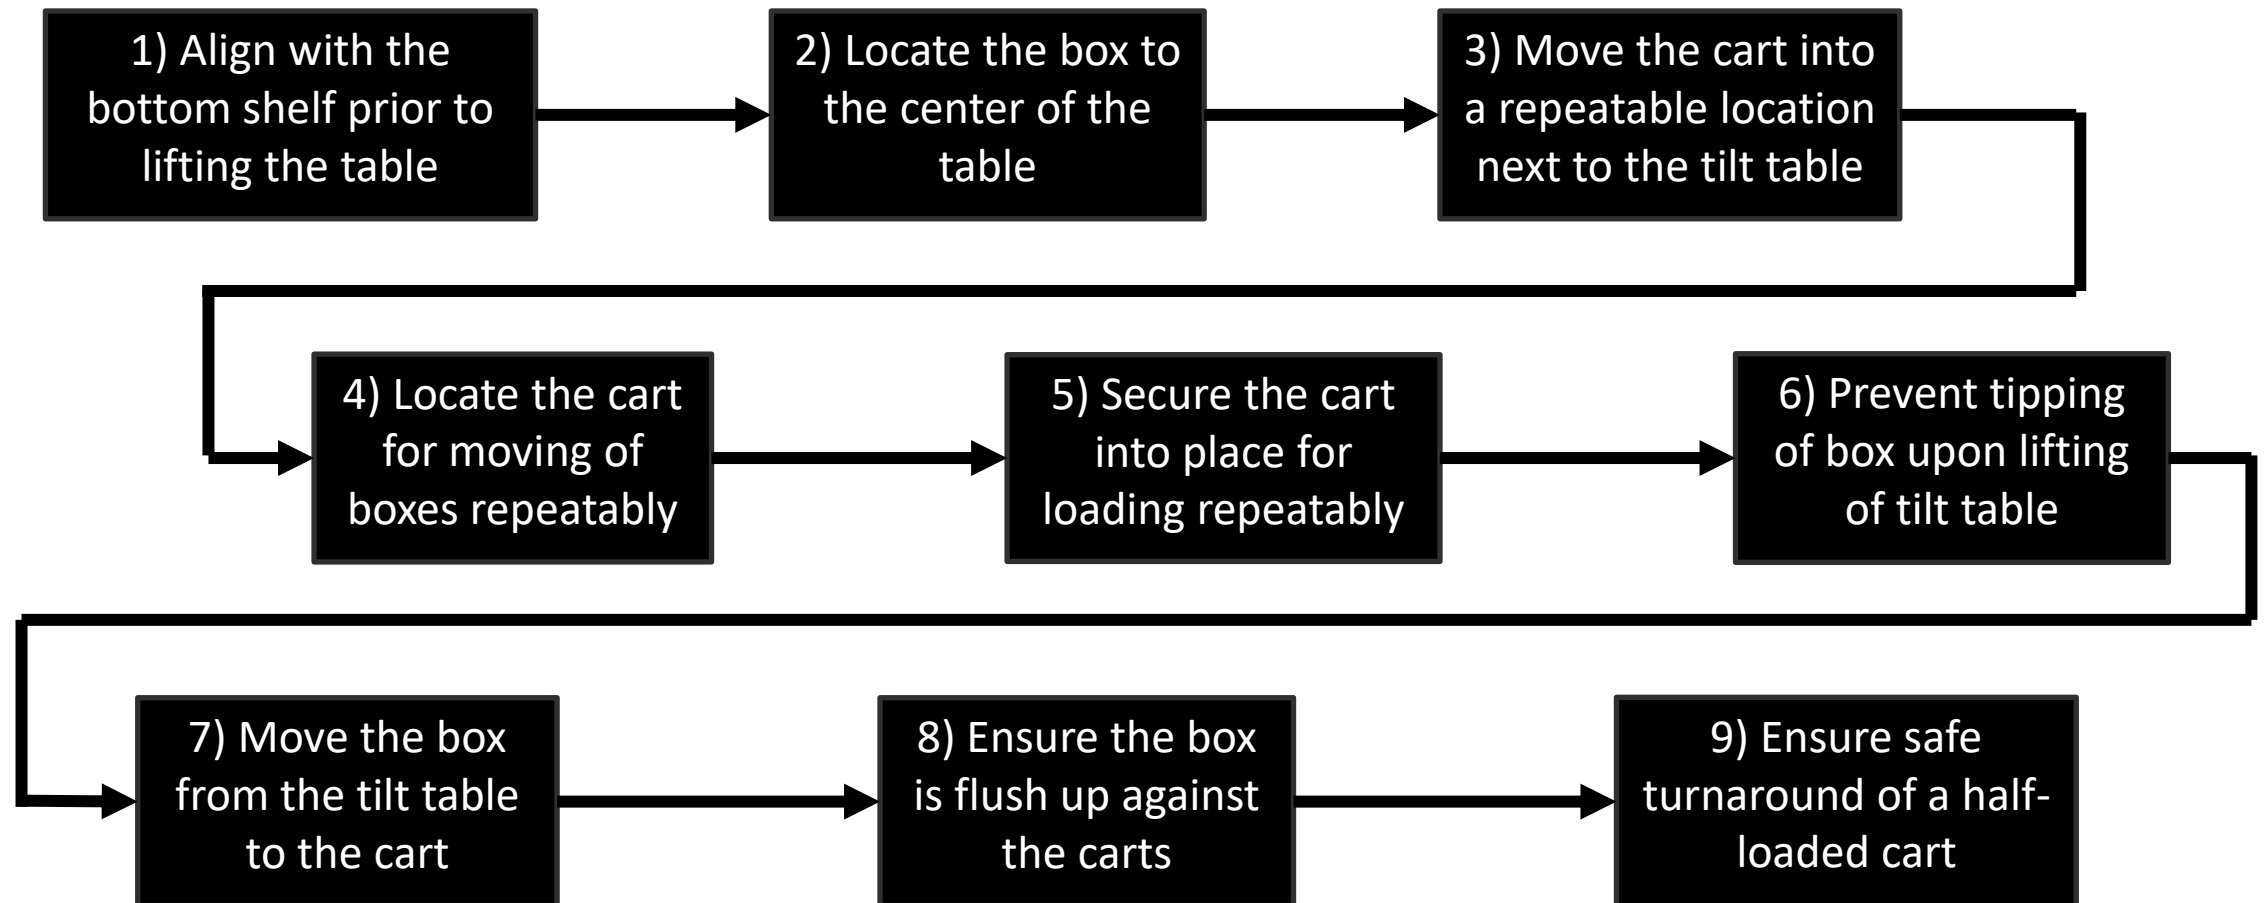 1) Align with the
bottom shelf prior to
lifting the table
2) Locate the box to
the center of the
table
3) Move the cart into
a repeatable location
next to the tilt table
4) Locate the cart
for moving of
boxes repeatably
5) Secure the cart
into place for
loading repeatably
6) Prevent tipping
of box upon lifting
of tilt table
7) Move the box
from the tilt table
to the cart
8) Ensure the box
is flush up against
the carts
9) Ensure safe
turnaround of a half-
loaded cart